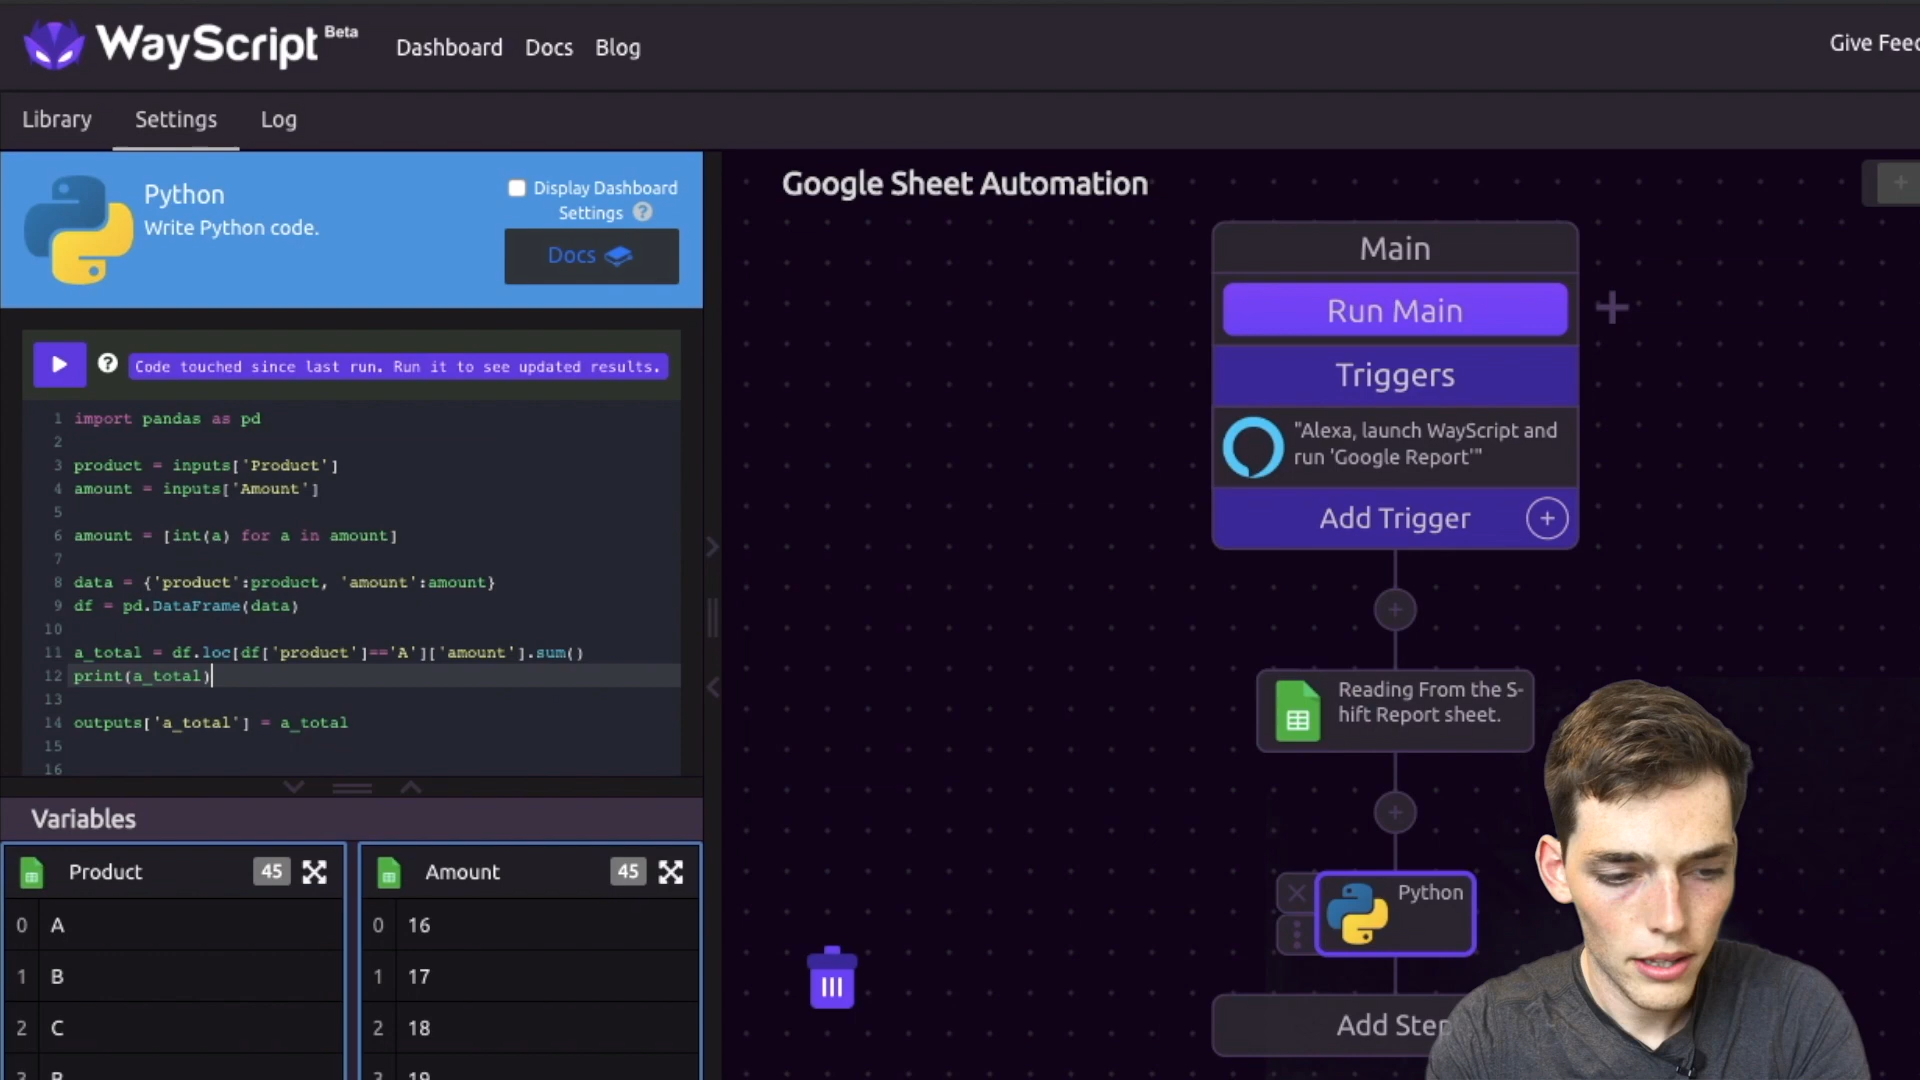 WayScript Beta
Dashboard Docs Blog
Give Feed
Library Settings Log
Python
Write Python code.
Display Dashboard
Settings ?
Docs
? Code touched since last run. Run it to see updated results.
1 import pandas as pd
2
3 product = inputs['Product']
4 amount = inputs['Amount']
5
6 amount = [int(a) for a in amount]
7
8 data = {'product':product, 'amount':amount}
9 df = pd.DataFrame(data)
10
11 a_total = df.loc[df['product']=='A']['amount'].sum()
12 print(a_total)
13
14 outputs['a_total'] = a_total
15
16
Variables
Product 45
0 A
1 B
2 C
Amount 45
0 16
1 17
2 18
3 19
Google Sheet Automation
Main
Run Main
Triggers
"Alexa, launch WayScript and
run 'Google Report'"
Add Trigger
Reading From the S-
hift Report sheet.
Python
Add Step